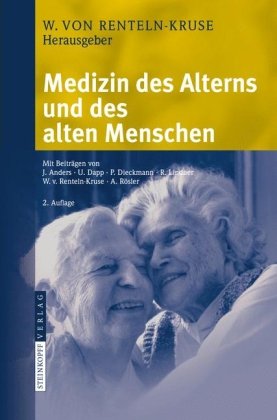 W. VON RENTELN-KRUSE
Herausgeber
Medizin des Alterns
und des
alten Menschen
Mit Beiträgen von
J. Anders · U. Dapp · P. Dieckmann · R. Lindner
W. v. Renteln-Kruse · A. Rösler
2. Auflage
STEINKOPFF
VERLAG